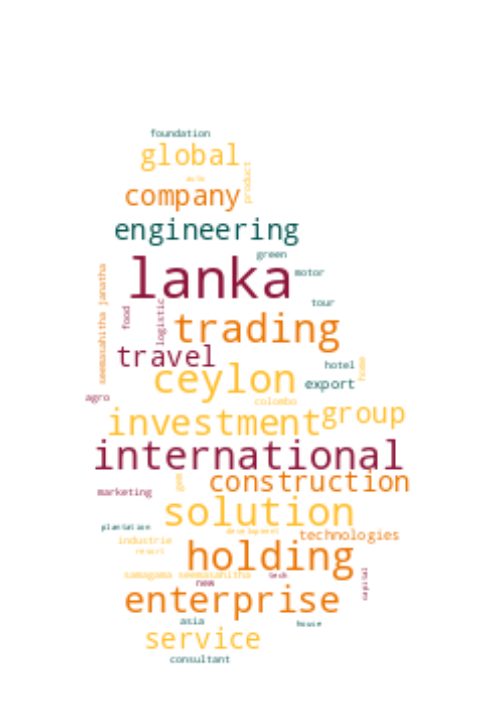 foundation
global
auto
product
company
engineering
green
lanka
motor
seemasahitha janatha
tour
food
logistic
trading
travel
hotel
home
ceylon
export
agro
colombo
investment
group
international
gem
construction
marketing
solution
plantation
development
technologies
industrie
resort
holding
samagama seemasahitha
tech
new
capital
enterprise
asia
house
service
consultant